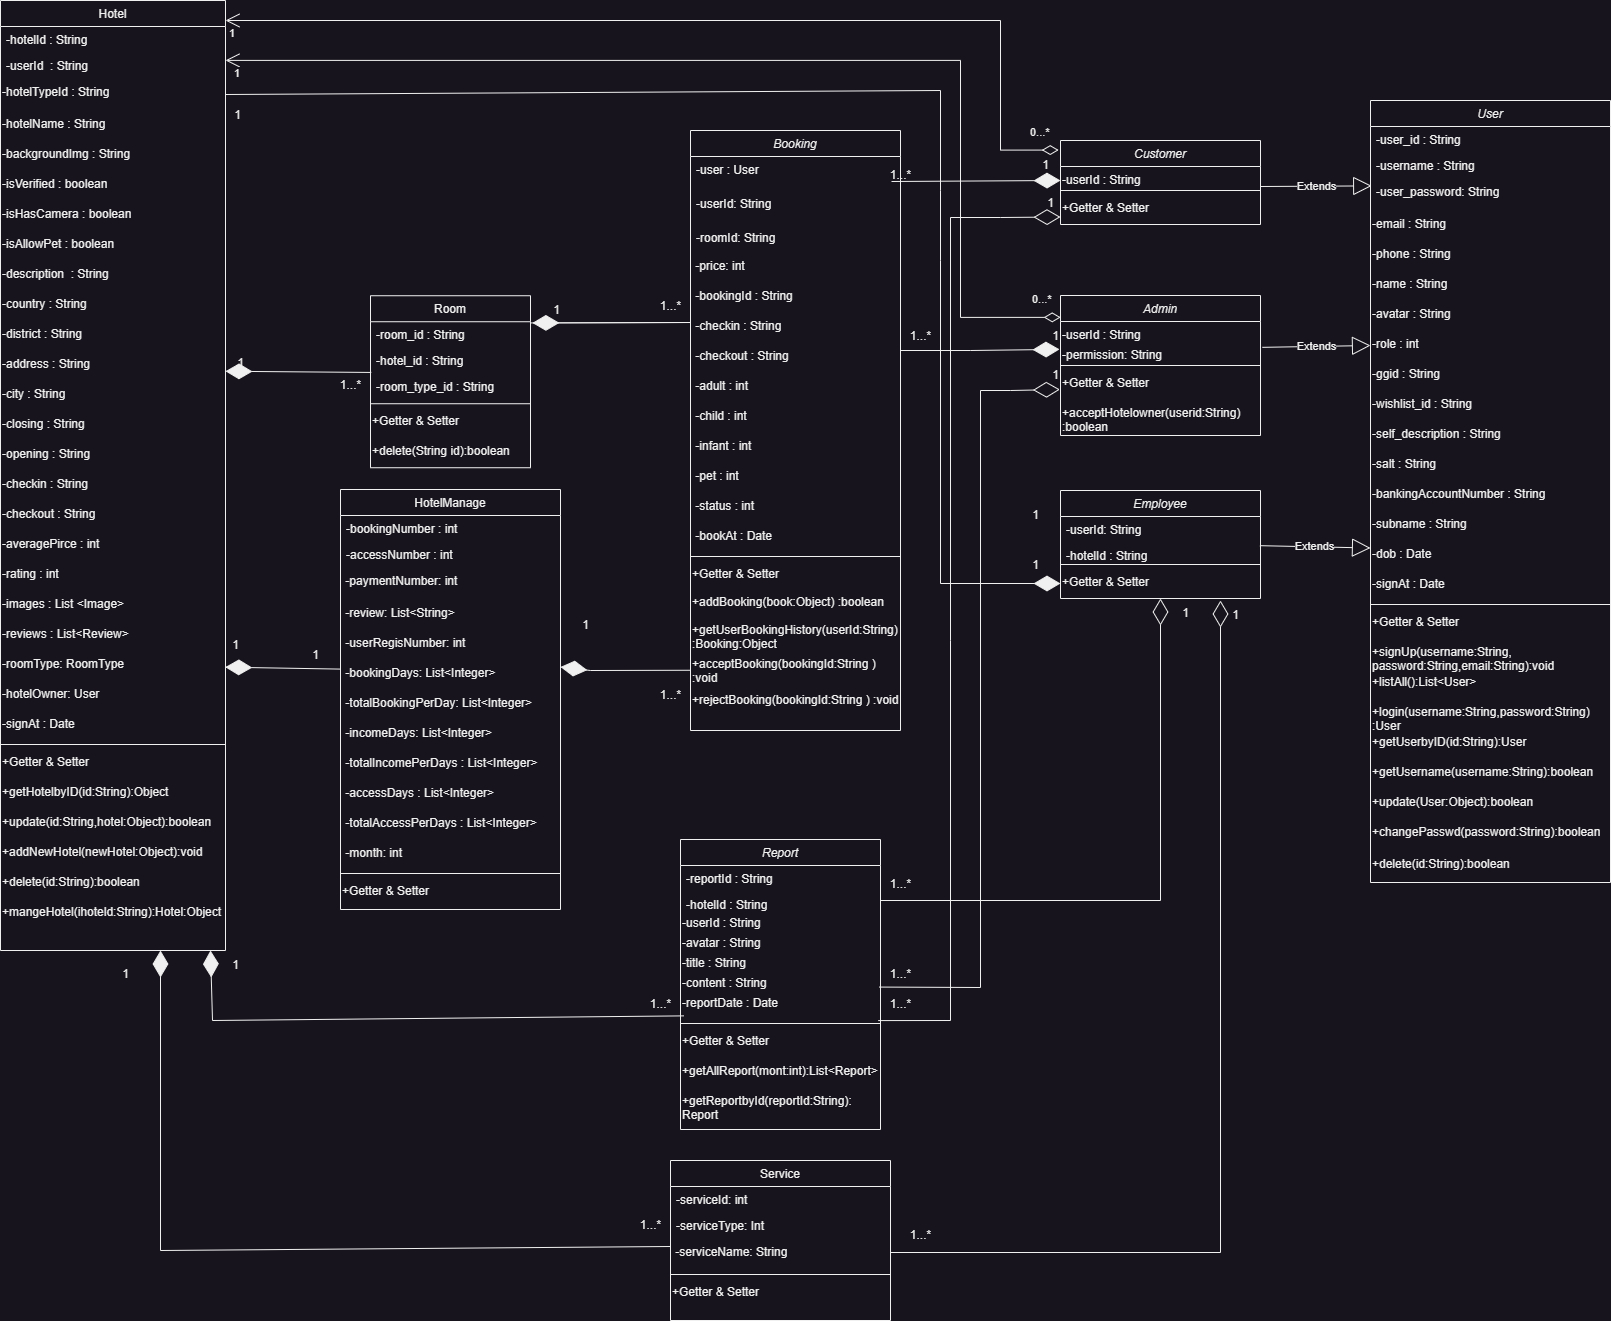 Hotel
-hotelId : String
-userId  : String
-hotelTypeId : String
-hotelName : String
-backgroundImg : String
-isVerified : boolean
-isHasCamera : boolean
-isAllowPet : boolean
-description  : String
-country : String
-district : String
-address : String
-city : String
-closing : String
-opening : String
-checkin : String
-checkout : String
-averagePirce : int
-rating : int
-images : List <Image>
-reviews : List<Review>
-roomType: RoomType
-hotelOwner: User
-signAt : Date
+Getter & Setter
+getHotelbyID(id:String):Object
+update(id:String,hotel:Object):boolean
+addNewHotel(newHotel:Object):void
+delete(id:String):boolean
+mangeHotel(ihoteId:String):Hotel:Object
1
1
1
1
1...*
1
1
1
1
Room
-room_id : String
-hotel_id : String
-room_type_id : String
+Getter & Setter
+delete(String id):boolean
1
1...*
HotelManage
-bookingNumber : int
-accessNumber : int
-paymentNumber: int
-review: List<String>
-userRegisNumber: int
-bookingDays: List<Integer>
-totalBookingPerDay: List<Integer>
-incomeDays: List<Integer>
-totalIncomePerDays : List<Integer>
-accessDays : List<Integer>
-totalAccessPerDays : List<Integer>
-month: int
+Getter & Setter
1
1...*
Booking
-user : User
-userId: String
-roomId: String
-price: int
-bookingId : String
-checkin : String
-checkout : String
-adult : int
-child : int
-infant : int
-pet : int
-status : int
-bookAt : Date
+Getter & Setter
+addBooking(book:Object) :boolean
+getUserBookingHistory(userId:String)
:Booking:Object
+acceptBooking(bookingId:String )
:void
+rejectBooking(bookingId:String ) :void
1...*
1...*
Report
-reportId : String
-hotelId : String
-userId : String
-avatar : String
-title : String
-content : String
-reportDate : Date
+Getter & Setter
+getAllReport(mont:int):List<Report>
+getReportbyId(reportId:String):
Report
1...*
1...*
1...*
1...*
Service
-serviceId: int
-serviceType: Int
-serviceName: String
+Getter & Setter
1...*
1...*
0...*
1
1
Customer
-userId : String
+Getter & Setter
Extends
0...*
1
1
Admin
-userId : String
-permission: String
+Getter & Setter
+acceptHotelowner(userid:String)
:boolean
Extends
1
1
Employee
-userId: String
-hotelId : String
+Getter & Setter
Extends
1
1
User
-user_id : String
-username : String
-user_password: String
-email : String
-phone : String
-name : String
-avatar : String
-role : int
-ggid : String
-wishlist_id : String
-self_description : String
-salt : String
-bankingAccountNumber : String
-subname : String
-dob : Date
-signAt : Date
+Getter & Setter
+signUp(username:String,
password:String,email:String):void
+listAll():List<User>
+login(username:String,password:String)
:User
+getUserbyID(id:String):User
+getUsername(username:String):boolean
+update(User:Object):boolean
+changePasswd(password:String):boolean
+delete(id:String):boolean